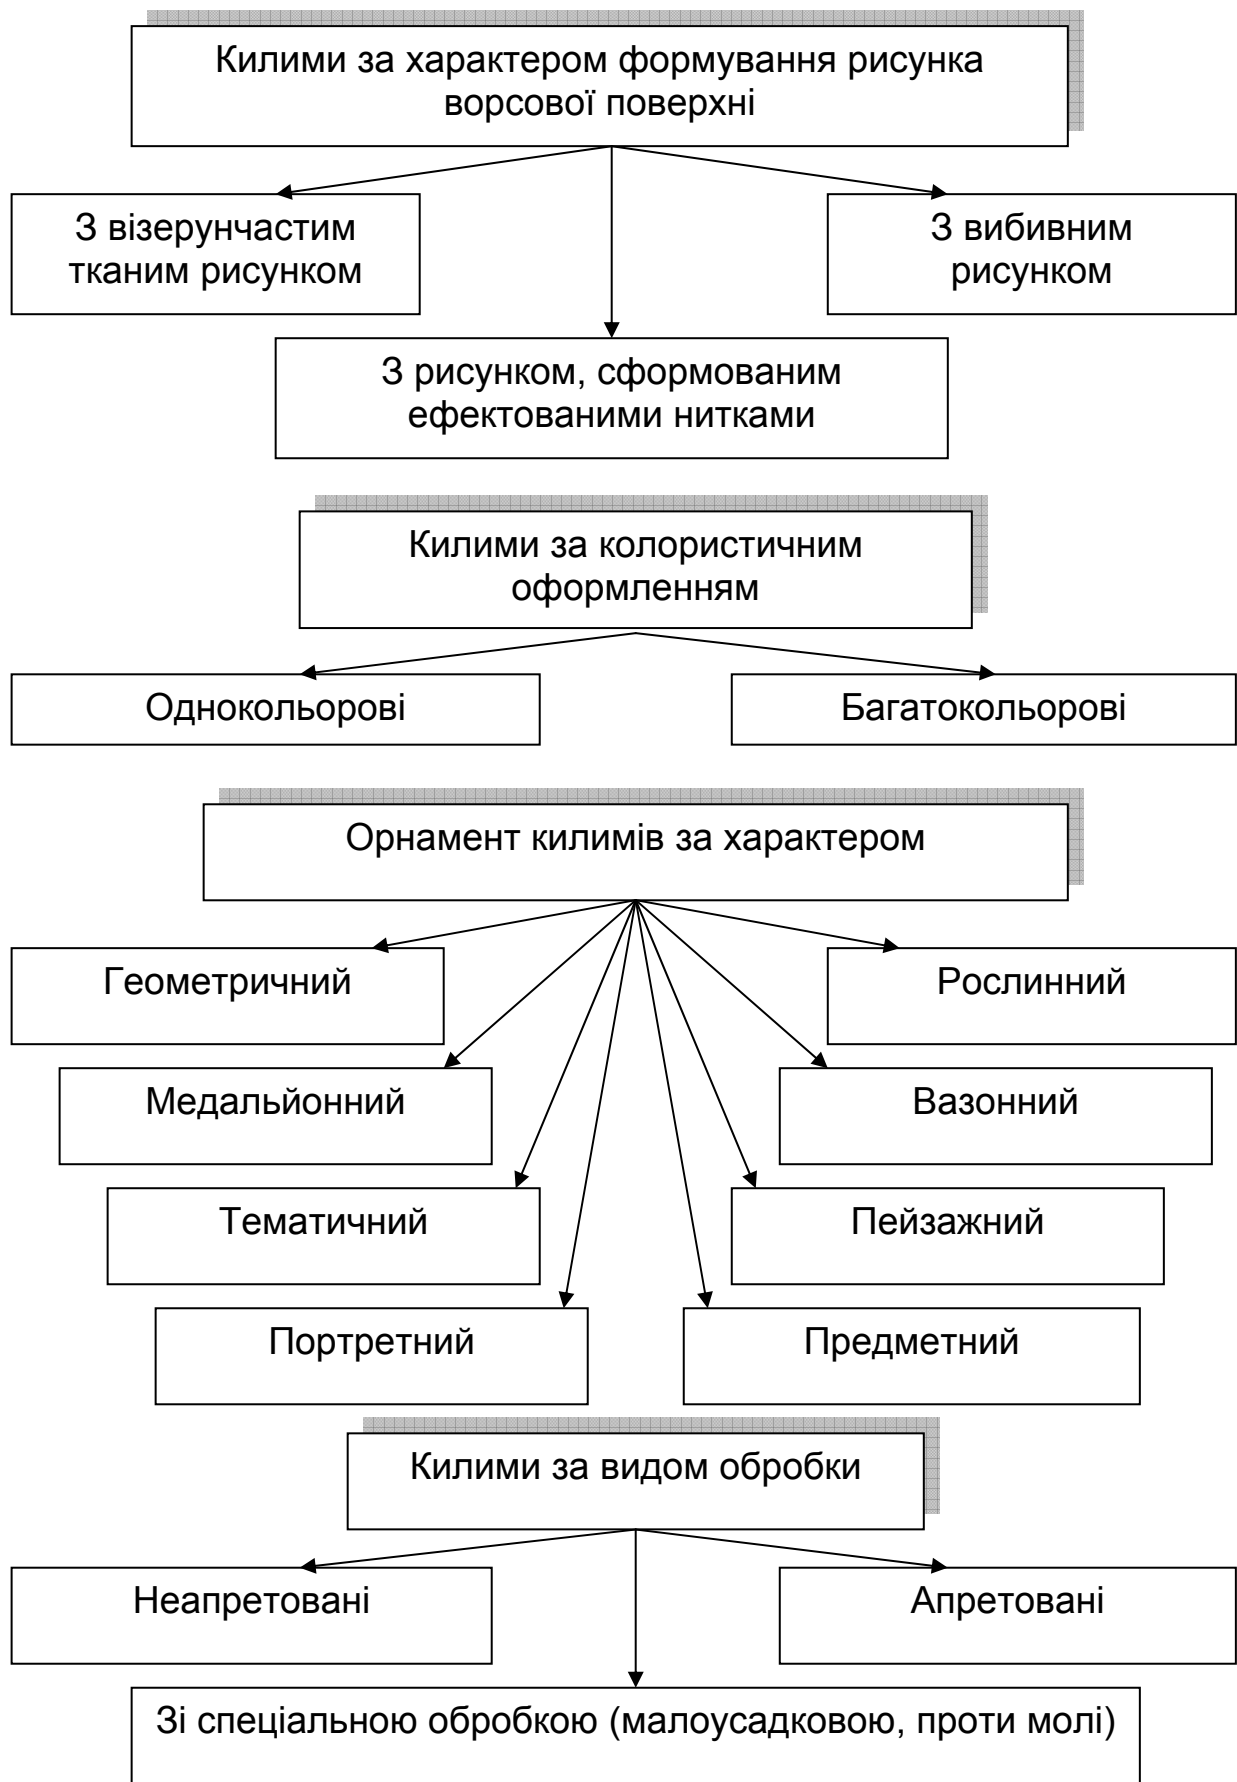 Килими за характером формування рисунка
ворсової поверхні
З візерунчастим
тканим рисунком
З вибивним
рисунком
З рисунком, сформованим
ефектованими нитками
Килими за колористичним
оформленням
Однокольорові
Багатокольорові
Орнамент килимів за характером
Геометричний
Рослинний
Медальйонний
Вазонний
Тематичний
Пейзажний
Портретний
Предметний
Килими за видом обробки
Неапретовані
Апретовані
Зі спеціальною обробкою (малоусадковою, проти молі)